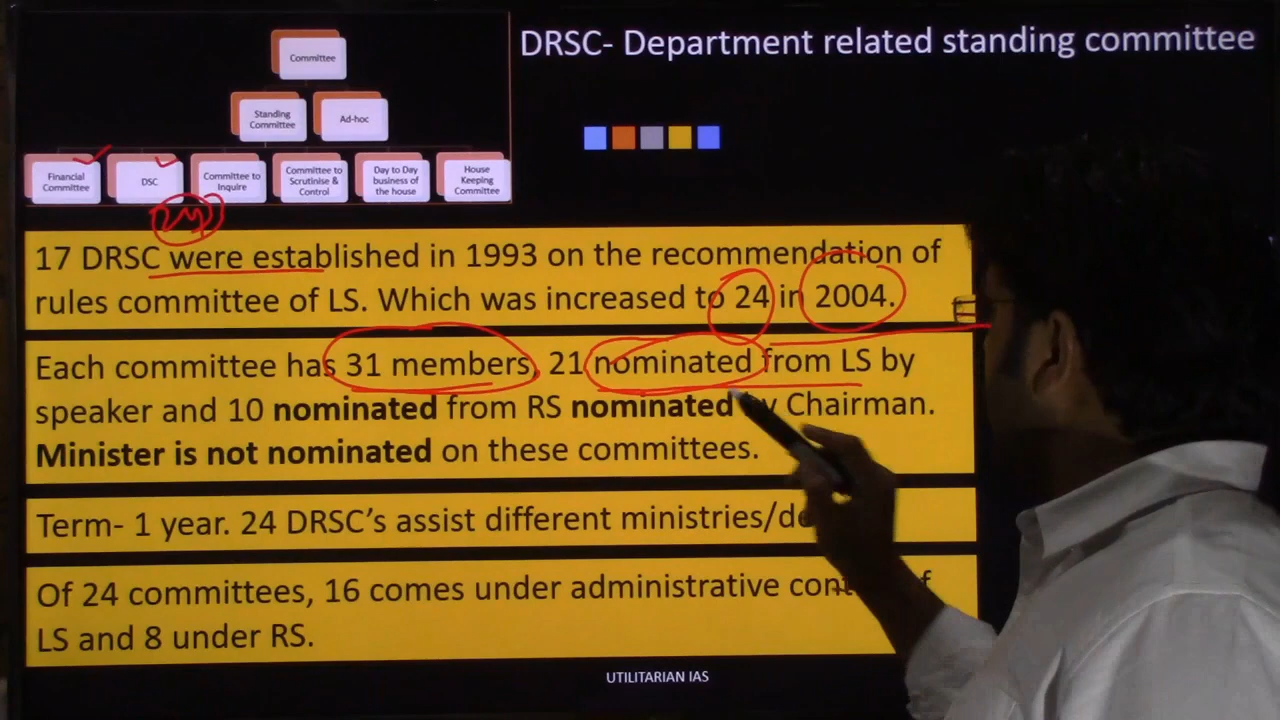 DRSC- Department related standing committee
Committee
Standing
Committee
Ad-hoc
Financial
Committee
DSC
Committee to
Inquire
Committee to
Scrutinise &
Control
Day to Day
business of
the house
House
Keeping
Committee
24
17 DRSC were established in 1993 on the recommendation of
rules committee of LS. Which was increased to 24 in 2004.
Each committee has 31 members, 21 nominated from LS by
speaker and 10 nominated from RS nominated by Chairman.
Minister is not nominated on these committees.
Term- 1 year. 24 DRSC's assist different ministries/de
Of 24 committees, 16 comes under administrative of
LS and 8 under RS.
UTILITARIAN IAS